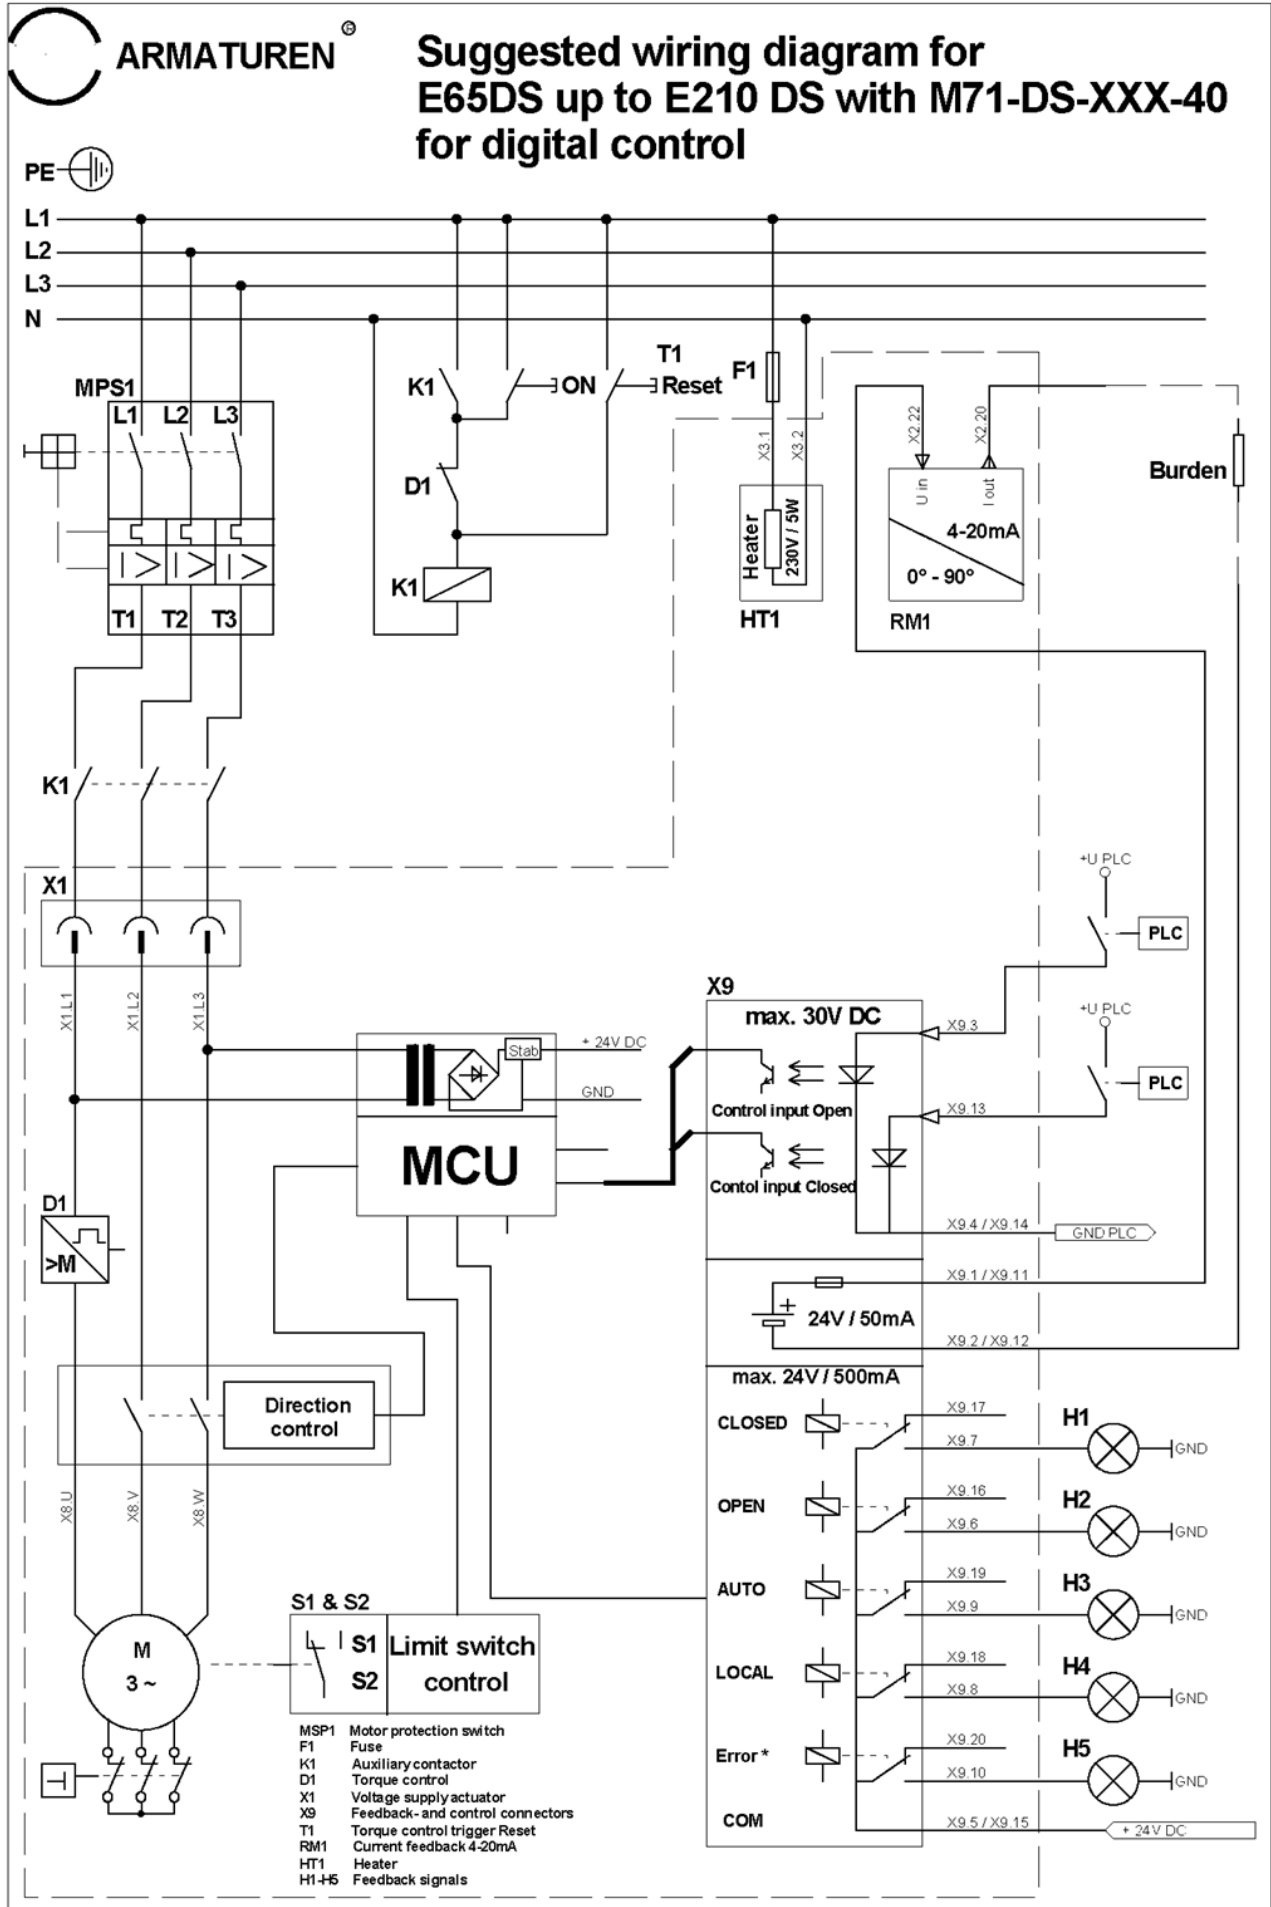 ARMATUREN ®
Suggested wiring diagram for
E65DS up to E210 DS with M71-DS-XXX-40
for digital control
PE
L1
L2
L3
N
MPS1
L1 L2 L3
T1 T2 T3
K1
D1
K1
ON
T1
Reset
F1
X3.1
X3.2
Heater
230V / 5W
HT1
X2.22
X2.20
U in
I out
4-20mA
0° - 90°
RM1
Burden
K1
X1
X1.L1
X1.L2
X1.L3
+U PLC
PLC
+U PLC
PLC
Stab
+ 24V DC
GND
MCU
X9
max. 30V DC
Control input Open
Contol input Closed
X9.3
X9.13
X9.4 / X9.14
GND PLC
X9.1 / X9.11
24V / 50mA
X9.2 / X9.12
D1
>M
Direction
control
X8.U
X8.V
X8.W
M
3 ~
S1 & S2
S1
S2
Limit switch
control
max. 24V / 500mA
CLOSED
X9.17
X9.7
H1
GND
OPEN
X9.16
X9.6
H2
GND
AUTO
X9.19
X9.9
H3
GND
LOCAL
X9.18
X9.8
H4
GND
Error *
X9.20
X9.10
H5
GND
COM
X9.5 / X9.15
+ 24V DC
MSP1 Motor protection switch
F1 Fuse
K1 Auxiliary contactor
D1 Torque control
X1 Voltage supply actuator
X9 Feedback- and control connectors
T1 Torque control trigger Reset
RM1 Current feedback 4-20mA
HT1 Heater
H1-H5 Feedback signals